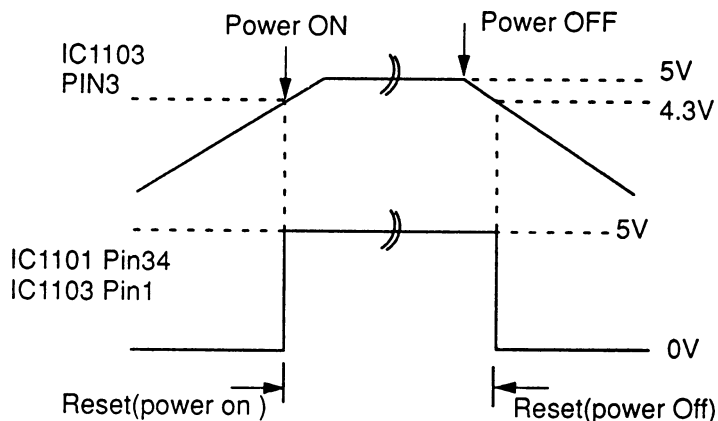 Power ON
Power OFF
IC1103
PIN3
5V
4.3V
5V
IC1101 Pin34
IC1103 Pin1
0V
Reset(power on )
Reset(power Off)